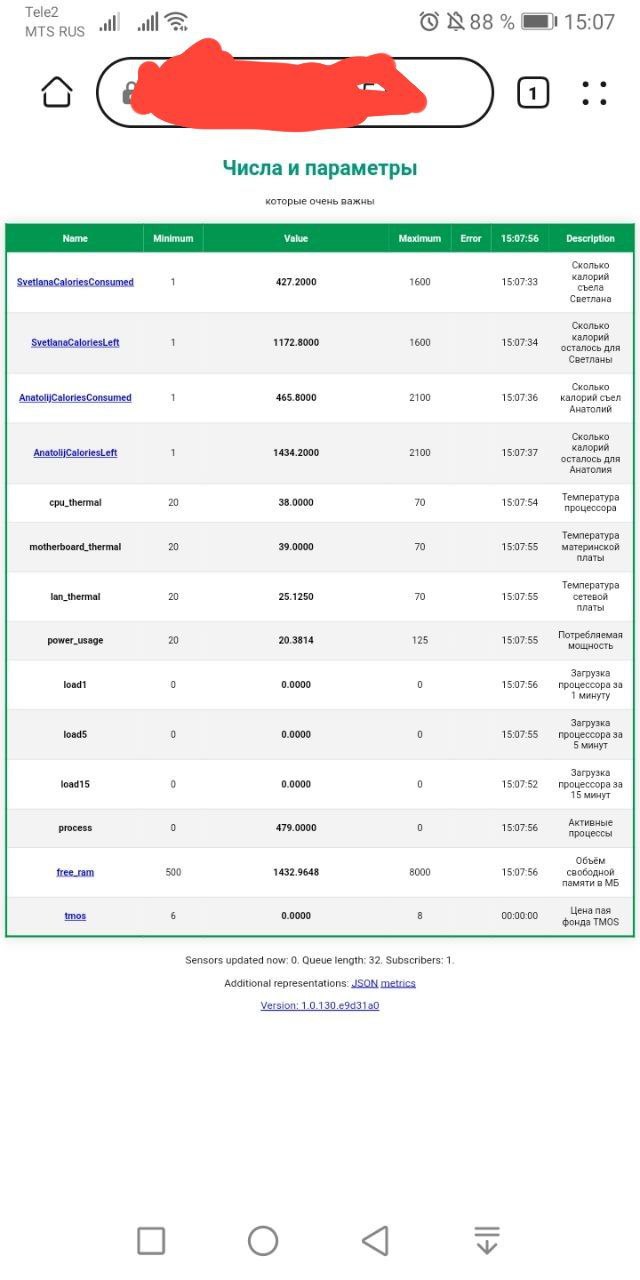 Tele2
MTS RUS
88 % 15:07
1
Числа и параметры
которые очень важны
Name Minimum Value Maximum Error 15:07:56 Description
SvetlanaCaloriesConsumed 1 427.2000 1600 15:07:33 Сколько
калорий
съела
Светлана
SvetlanaCaloriesLeft 1 1172.8000 1600 15:07:34 Сколько
калорий
осталось для
Светланы
AnatolijCaloriesConsumed 1 465.8000 2100 15:07:36 Сколько
калорий съел
Анатолий
AnatolijCaloriesLeft 1 1434.2000 2100 15:07:37 Сколько
калорий
осталось для
Анатолия
cpu_thermal 20 38.0000 70 15:07:54 Температура
процессора
motherboard_thermal 20 39.0000 70 15:07:55 Температура
материнской
платы
lan_thermal 20 25.1250 70 15:07:55 Температура
сетевой
платы
power_usage 20 20.3814 125 15:07:55 Потребляемая
мощность
load1 0 0.0000 0 15:07:56 Загрузка
процессора за
1 минуту
load5 0 0.0000 0 15:07:55 Загрузка
процессора за
5 минут
load15 0 0.0000 0 15:07:52 Загрузка
процессора за
15 минут
process 0 479.0000 0 15:07:56 Активные
процессы
free_ram 500 1432.9648 8000 15:07:56 Объём
свободной
памяти в МБ
tmos 6 0.0000 8 00:00:00 Цена пая
фонда TMOS
Sensors updated now: 0. Queue length: 32. Subscribers: 1.
Additional representations: JSON metrics
Version: 1.0.130.e9d31a0